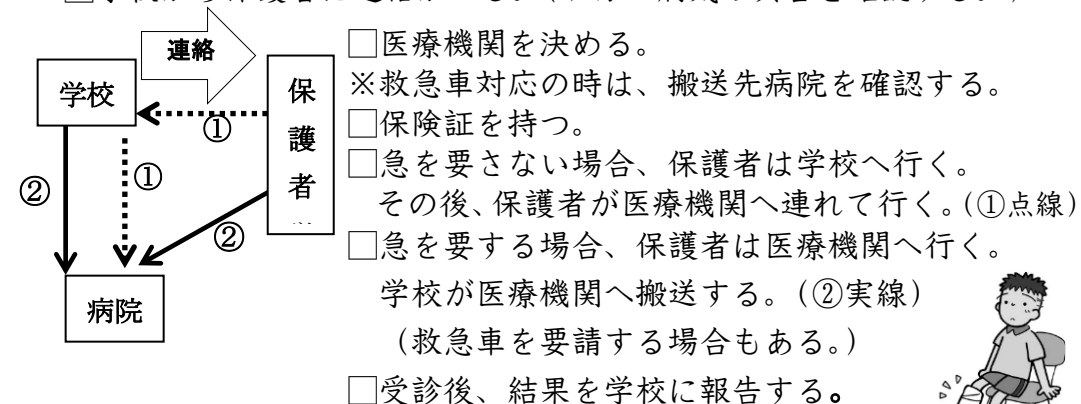 連絡
学校
保
護
者
①
①
②
②
病院
□医療機関を決める。
※救急車対応の時は、搬送先病院を確認する。
□保険証を持つ。
□急を要さない場合、保護者は学校へ行く。
その後、保護者が医療機関へ連れて行く。(①点線)
□急を要する場合、保護者は医療機関へ行く。
学校が医療機関へ搬送する。(②実線)
(救急車を要請する場合もある。)
□受診後、結果を学校に報告する。